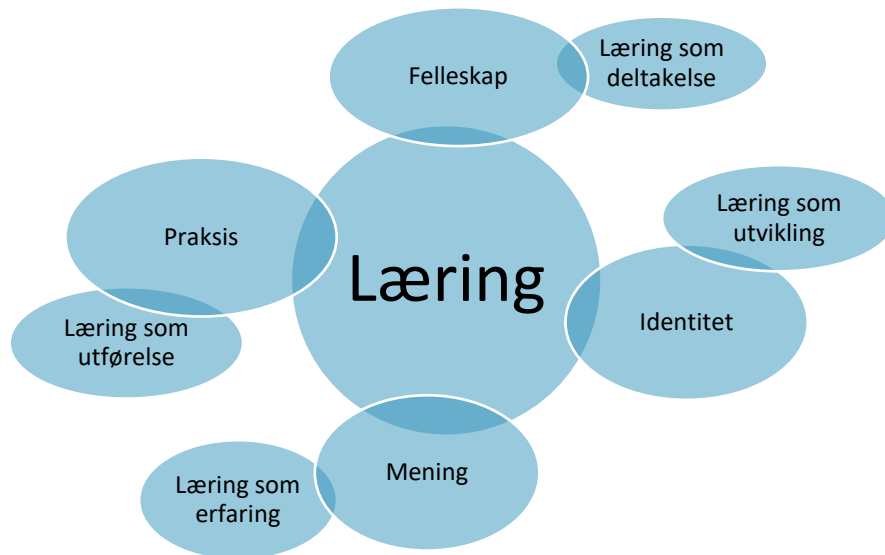 Felleskap
Læring som
deltakelse
Læring som
utvikling
Praksis
Læring
Identitet
Læring som
utførelse
Mening
Læring som
erfaring